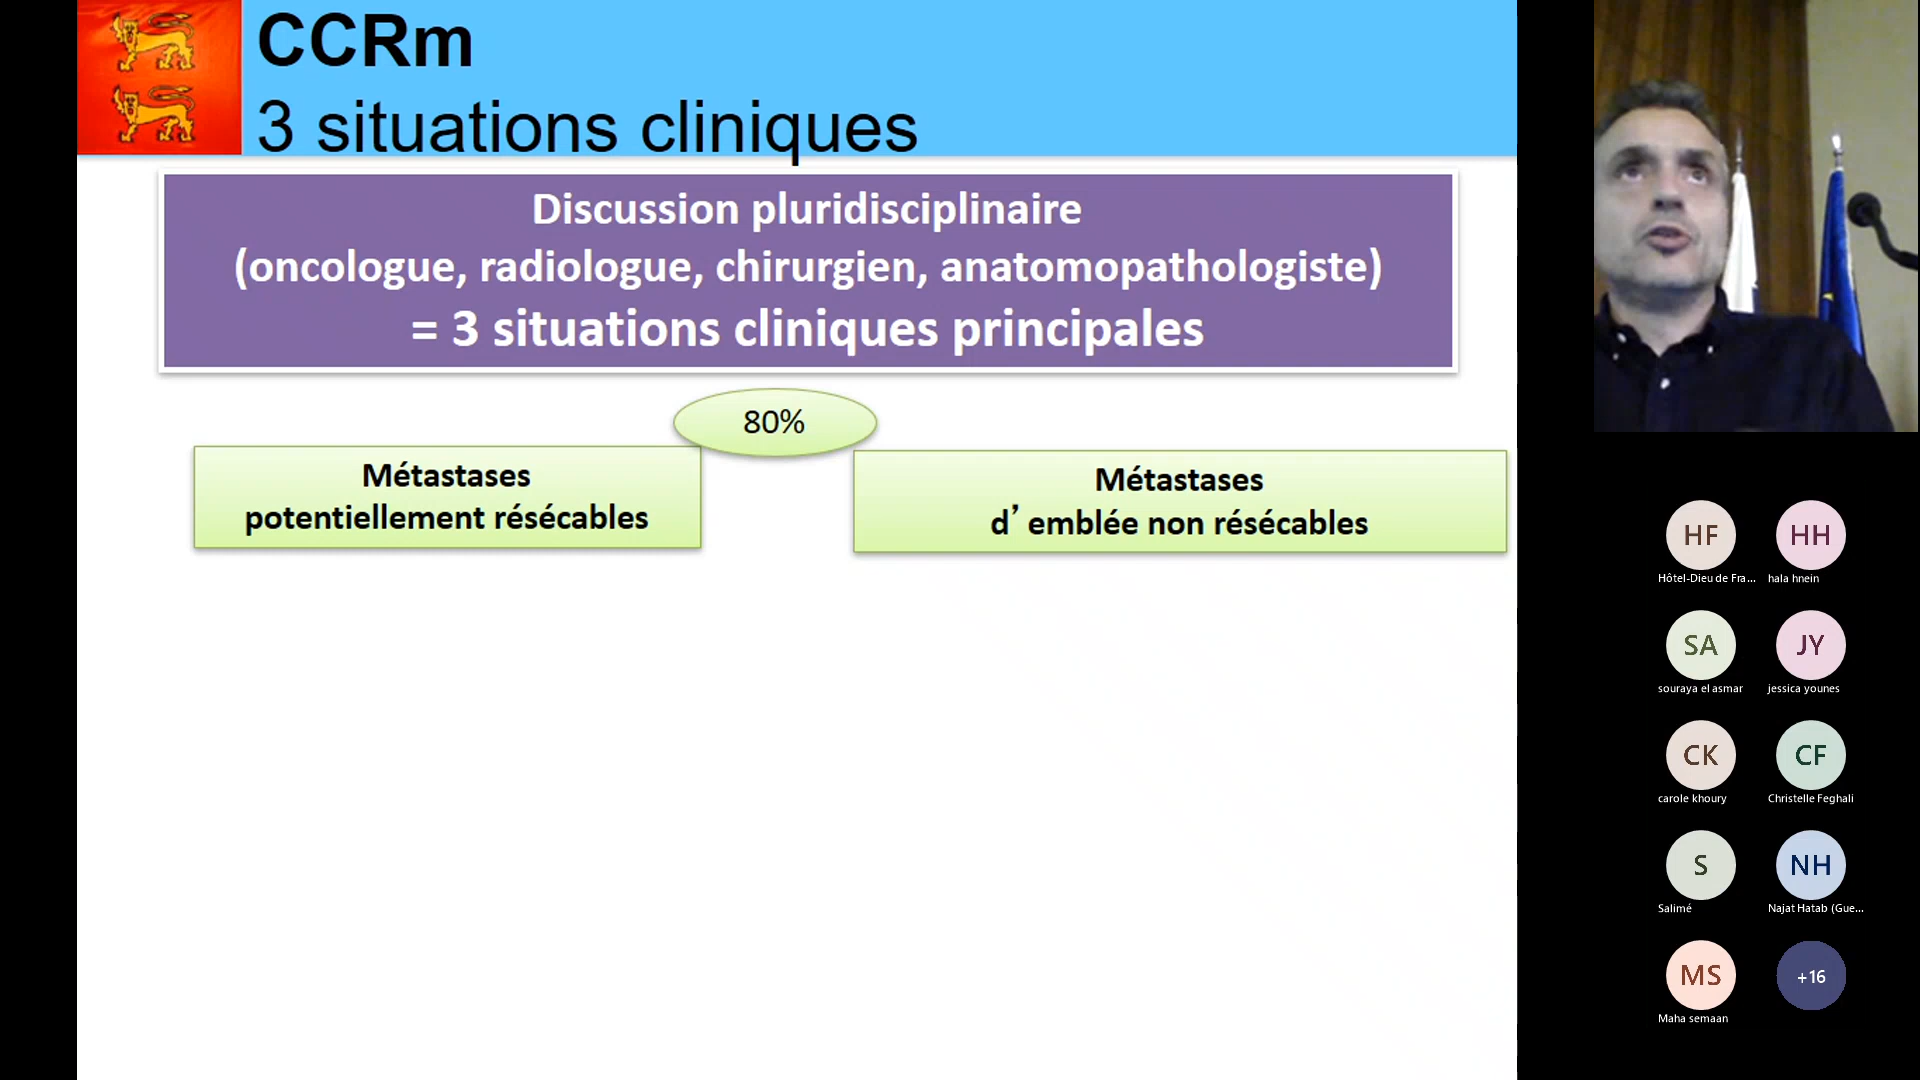 CCRm
3 situations cliniques
Discussion pluridisciplinaire
(oncologue, radiologue, chirurgien, anatomopathologiste)
= 3 situations cliniques principales
80%
Métastases
potentiellement résécables
Métastases
d’ emblée non résécables
HF
Hôtel-Dieu de Fra...
HH
hala hnein
SA
souraya el asmar
JY
jessica younes
CK
carole khoury
CF
Christelle Feghali
S
Salimé
NH
Najat Hatab (Gue...
MS
Maha semaan
+16